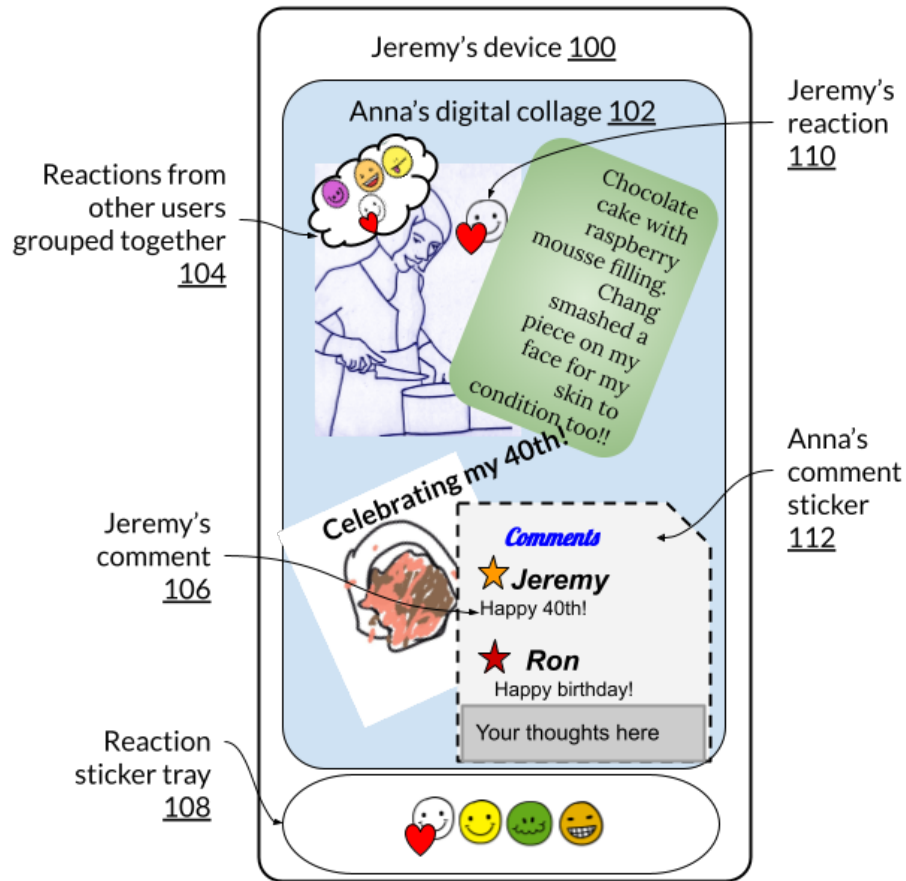 Jeremy's device 100
Anna's digital collage 102
Jeremy's
reaction
110
Reactions from
other users
grouped together
104
Chocolate
cake with
raspberry
mousse filling.
Chang
smashed a
piece on my
face for my
skin to
condition too!!
Celebrating my 40th!
Anna's
comment
sticker
112
Jeremy's
comment
106
Comments
Jeremy
Happy 40th!
Ron
Happy birthday!
Your thoughts here
Reaction
sticker tray
108